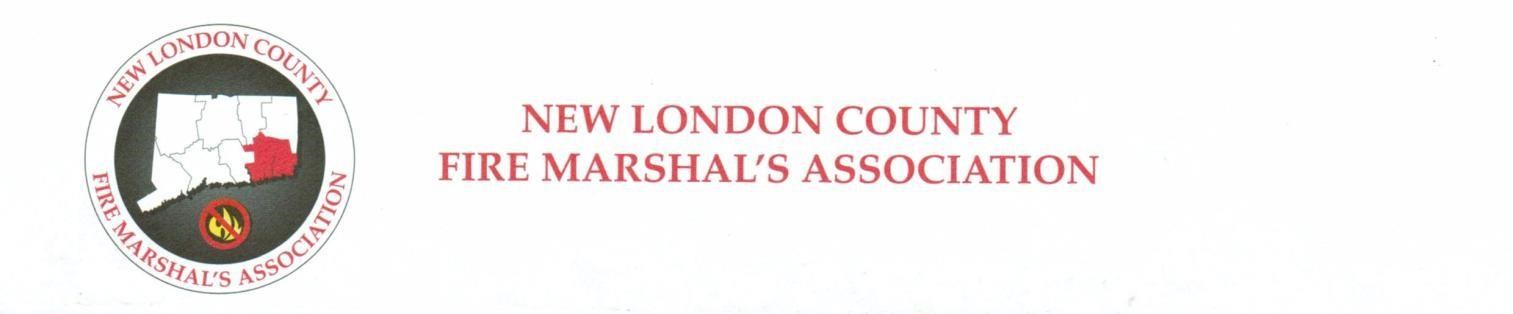 NEW LONDON COUNTY
FIRE MARSHAL'S ASSOCIATION
NEW LONDON COUNTY
FIRE MARSHAL'S ASSOCIATION